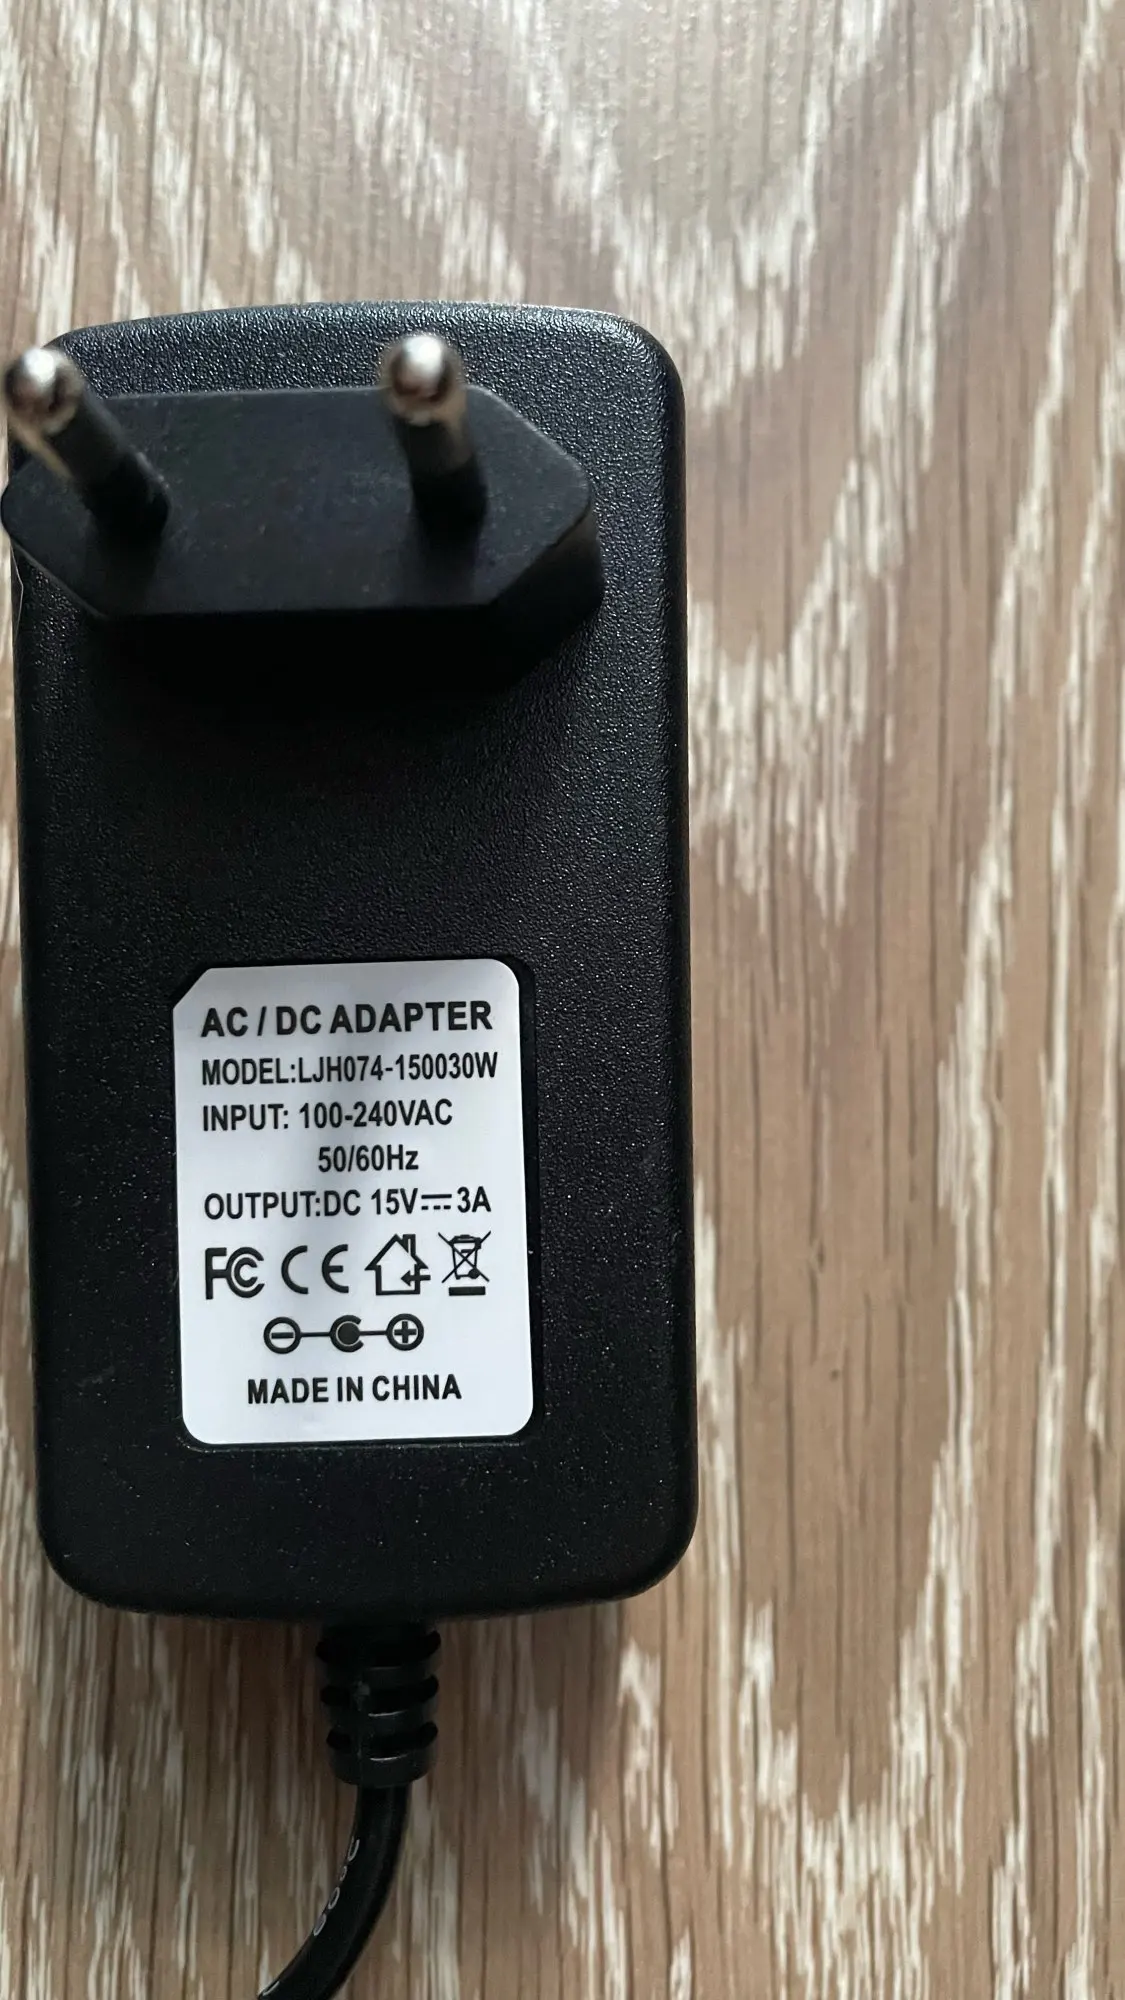 AC / DC ADAPTER
MODEL:LJH074-150030W
INPUT: 100-240VAC
50/60Hz
OUTPUT:DC 15V⎓3A
FC CE
MADE IN CHINA